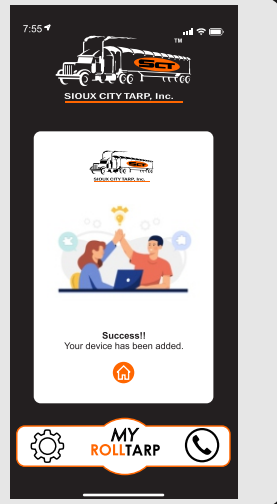 7:55
TM
SCT
SIOUX CITY TARP, Inc.
SCT
SIOUX CITY TARP, Inc.
Success!!
Your device has been added.
MY
ROLLTARP